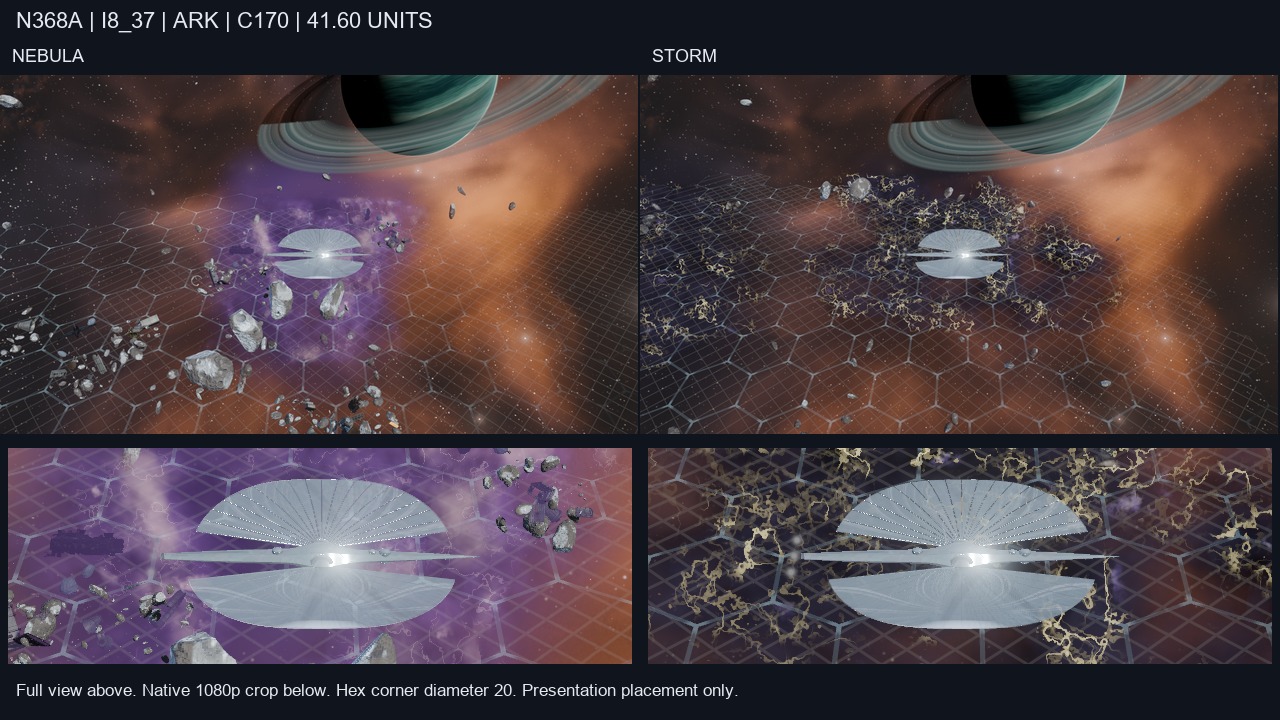 N368A | I8_37 | ARK | C170 | 41.60 UNITS
NEBULA
STORM
Full view above. Native 1080p crop below. Hex corner diameter 20. Presentation placement only.